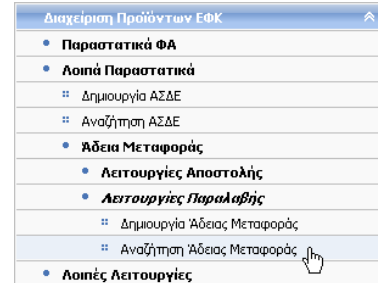 Διαχείριση Προϊόντων ΕΦΚ
Παραστατικά ΦΑ
Λοιπά Παραστατικά
Δημιουργία ΑΣΔΕ
Αναζήτηση ΑΣΔΕ
Άδεια Μεταφοράς
Λειτουργίες Αποστολής
Λειτουργίες Παραλαβής
Δημιουργία Άδειας Μεταφοράς
Αναζήτηση Άδειας Μεταφοράς
Λοιπές Λειτουργίες